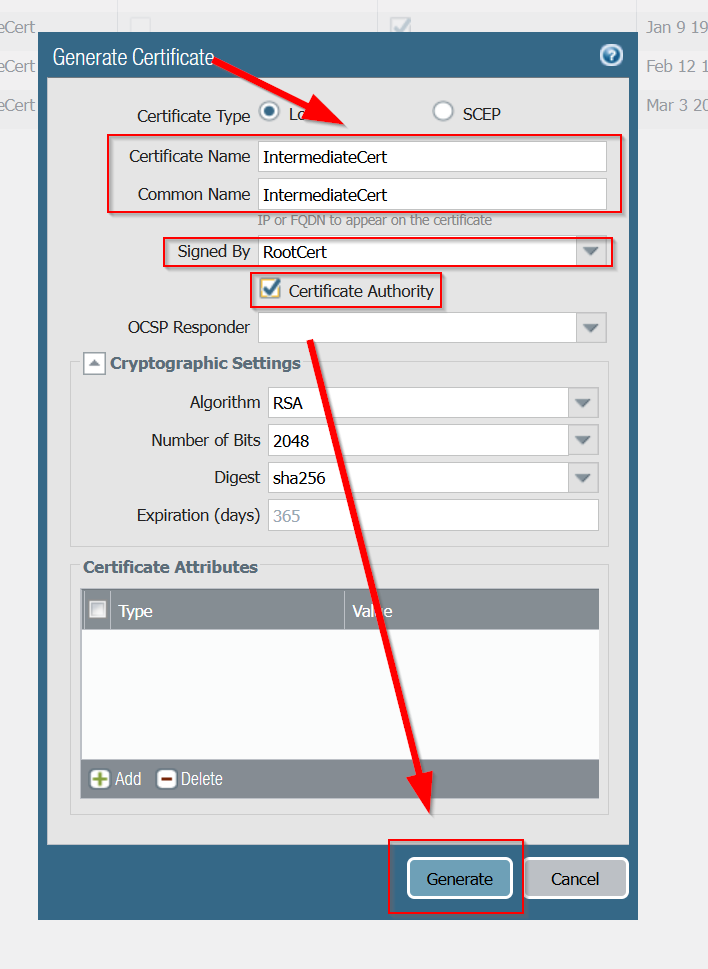 eCert
Jan 9 19
eCert
Feb 12 1
eCert
Mar 3 20
Generate Certificate
Certificate Type
SCEP
Certificate Name IntermediateCert
Common Name IntermediateCert
IP or FQDN to appear on the certificate
Signed By RootCert
Certificate Authority
OCSP Responder
Cryptographic Settings
Algorithm RSA
Number of Bits 2048
Digest sha256
Expiration (days) 365
Certificate Attributes
Type Value
Add Delete
Generate Cancel